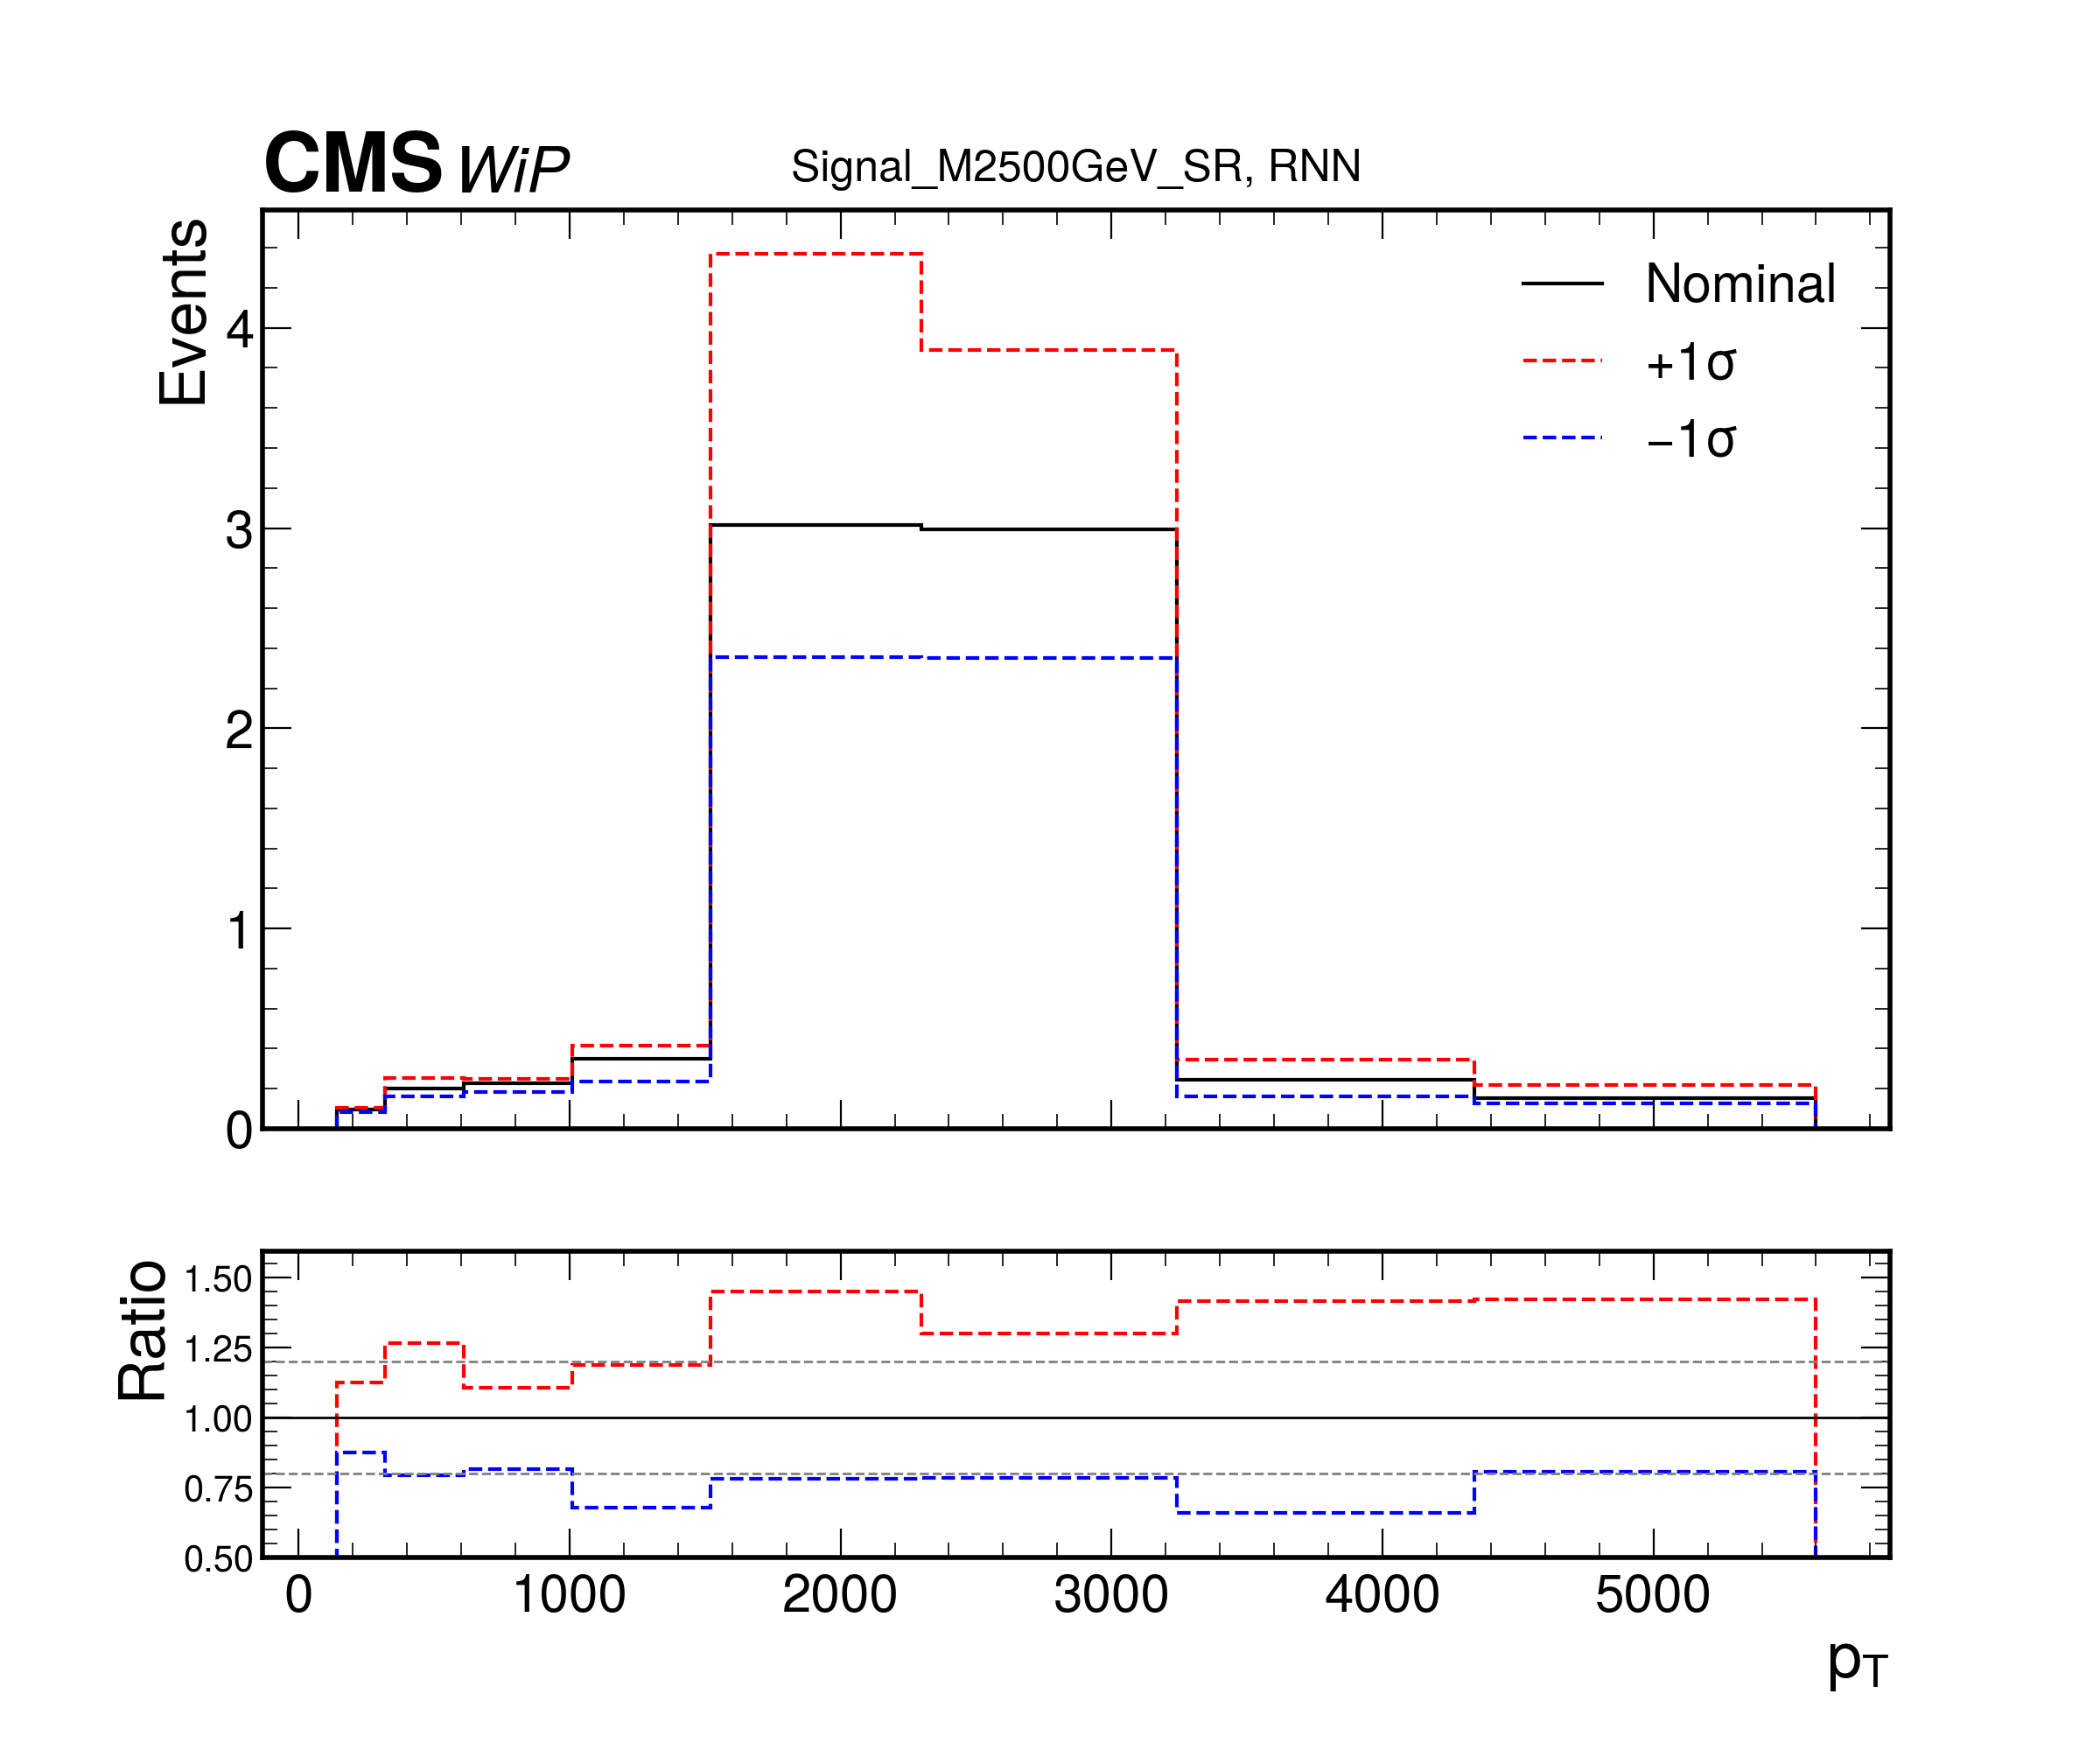 CMS WiP
Signal_M2500GeV_SR, RNN
Events
4
3
2
1
0
Nominal
+1σ
−1σ
Ratio
1.50
1.25
1.00
0.75
0.50
0 1000 2000 3000 4000 5000
pT